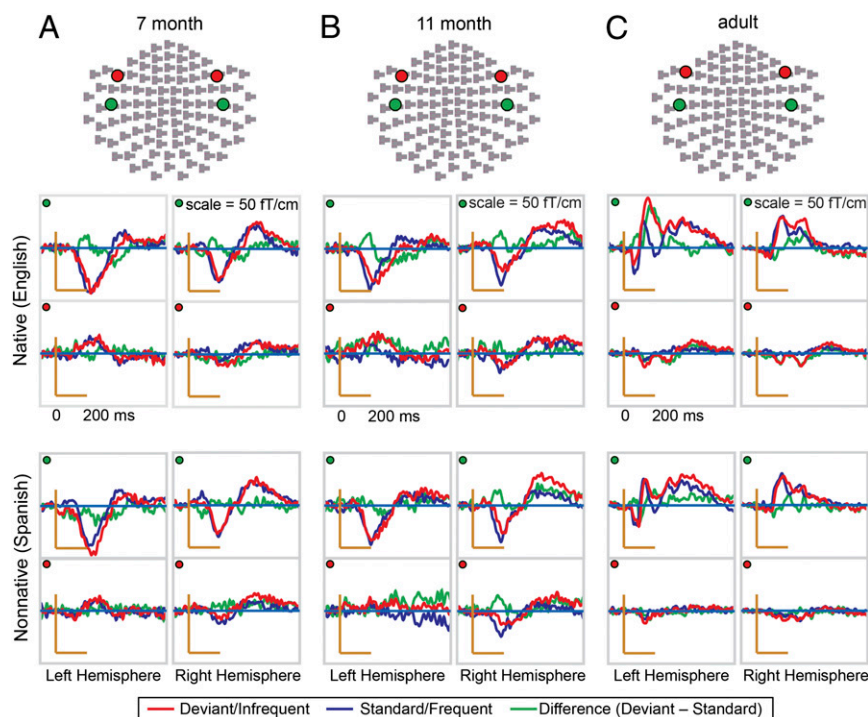 A 7 month B 11 month C adult
Native (English)
scale = 50 fT/cm scale = 50 fT/cm scale = 50 fT/cm
0 200 ms 0 200 ms 0 200 ms
Nonnative (Spanish)
Left Hemisphere Right Hemisphere Left Hemisphere Right Hemisphere Left Hemisphere Right Hemisphere
Deviant/Infrequent Standard/Frequent Difference (Deviant – Standard)